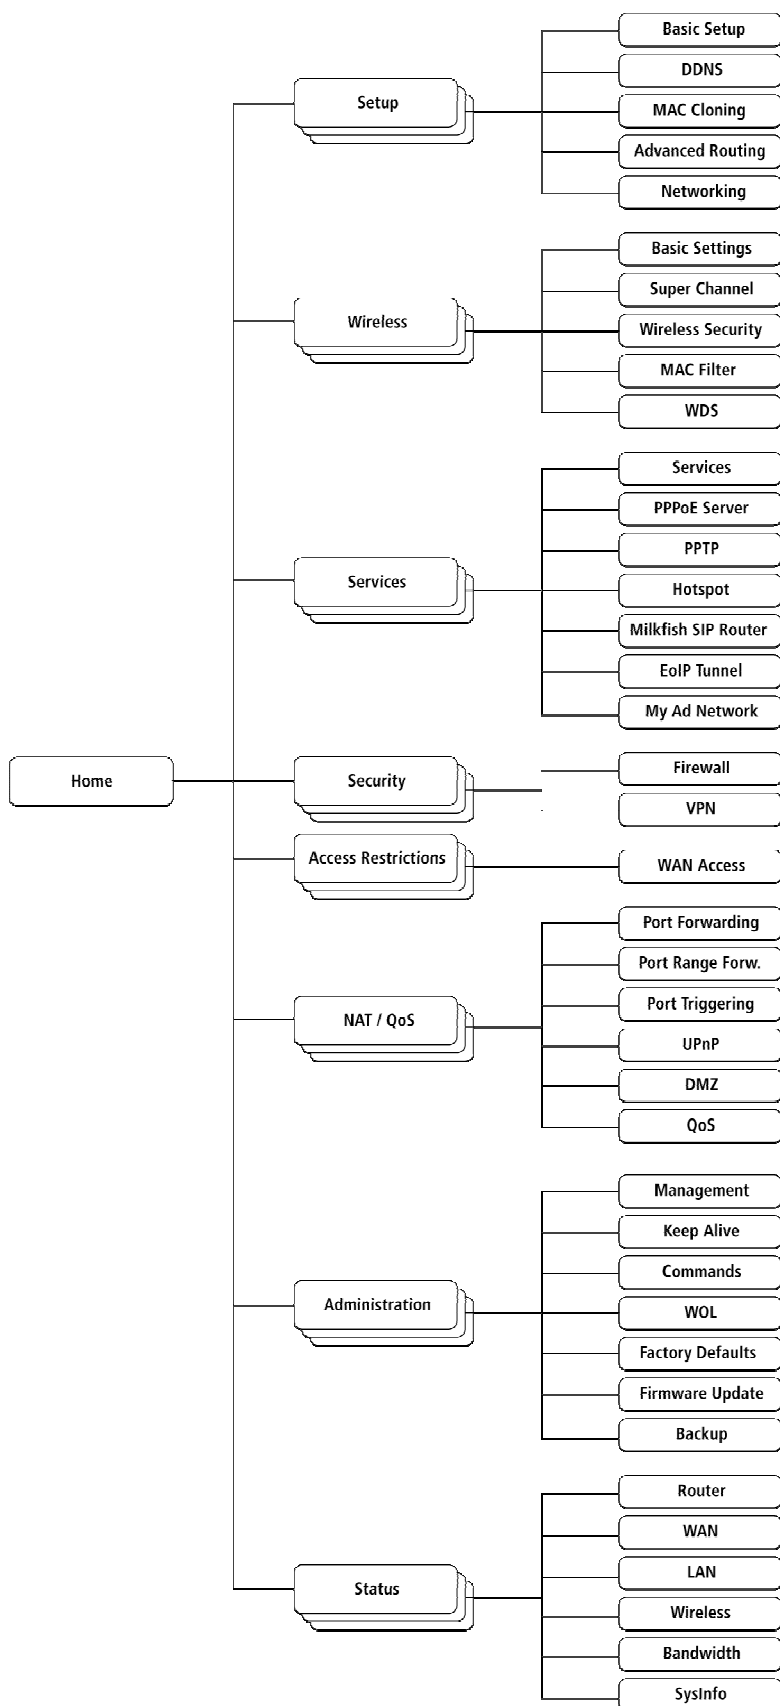 Home
Setup
Basic Setup
DDNS
MAC Cloning
Advanced Routing
Networking
Wireless
Basic Settings
Super Channel
Wireless Security
MAC Filter
WDS
Services
Services
PPPoE Server
PPTP
Hotspot
Milkfish SIP Router
EoIP Tunnel
My Ad Network
Security
Firewall
VPN
Access Restrictions
WAN Access
NAT / QoS
Port Forwarding
Port Range Forw.
Port Triggering
UPnP
DMZ
QoS
Administration
Management
Keep Alive
Commands
WOL
Factory Defaults
Firmware Update
Backup
Status
Router
WAN
LAN
Wireless
Bandwidth
SysInfo